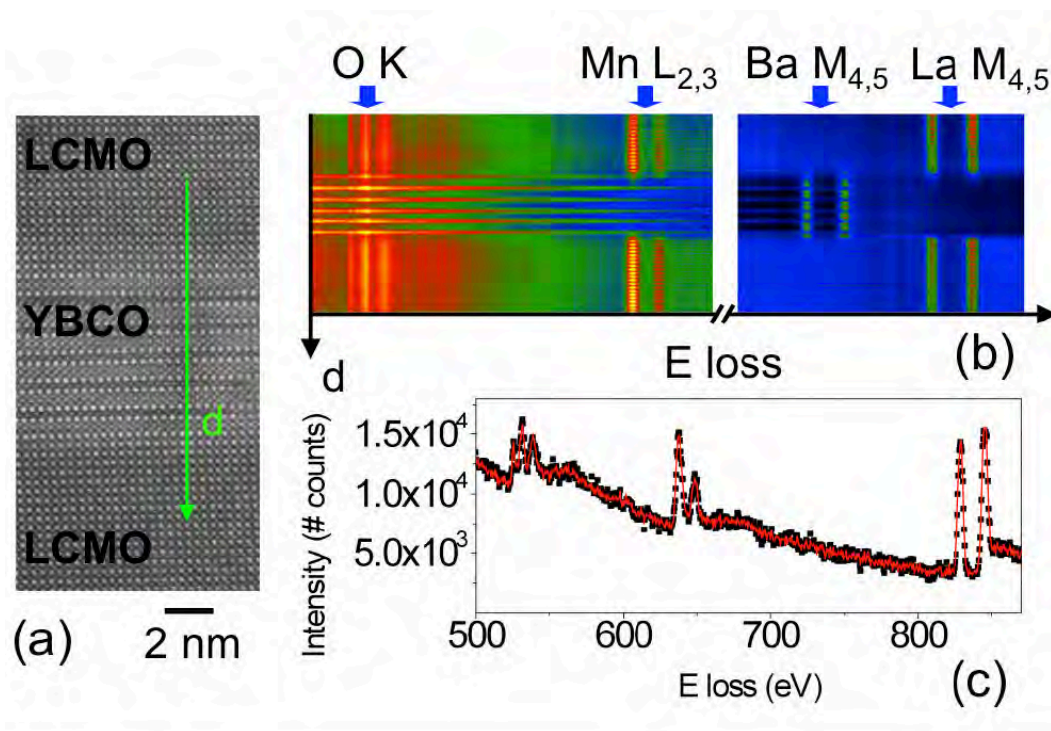 O K
Mn L2,3
Ba M4,5
La M4,5
LCMO
YBCO
d
LCMO
(a)
2 nm
d
E loss
(b)
1.5x10^4
1.0x10^4
5.0x10^3
Intensity (# counts)
500
600
700
800
E loss (eV)
(c)